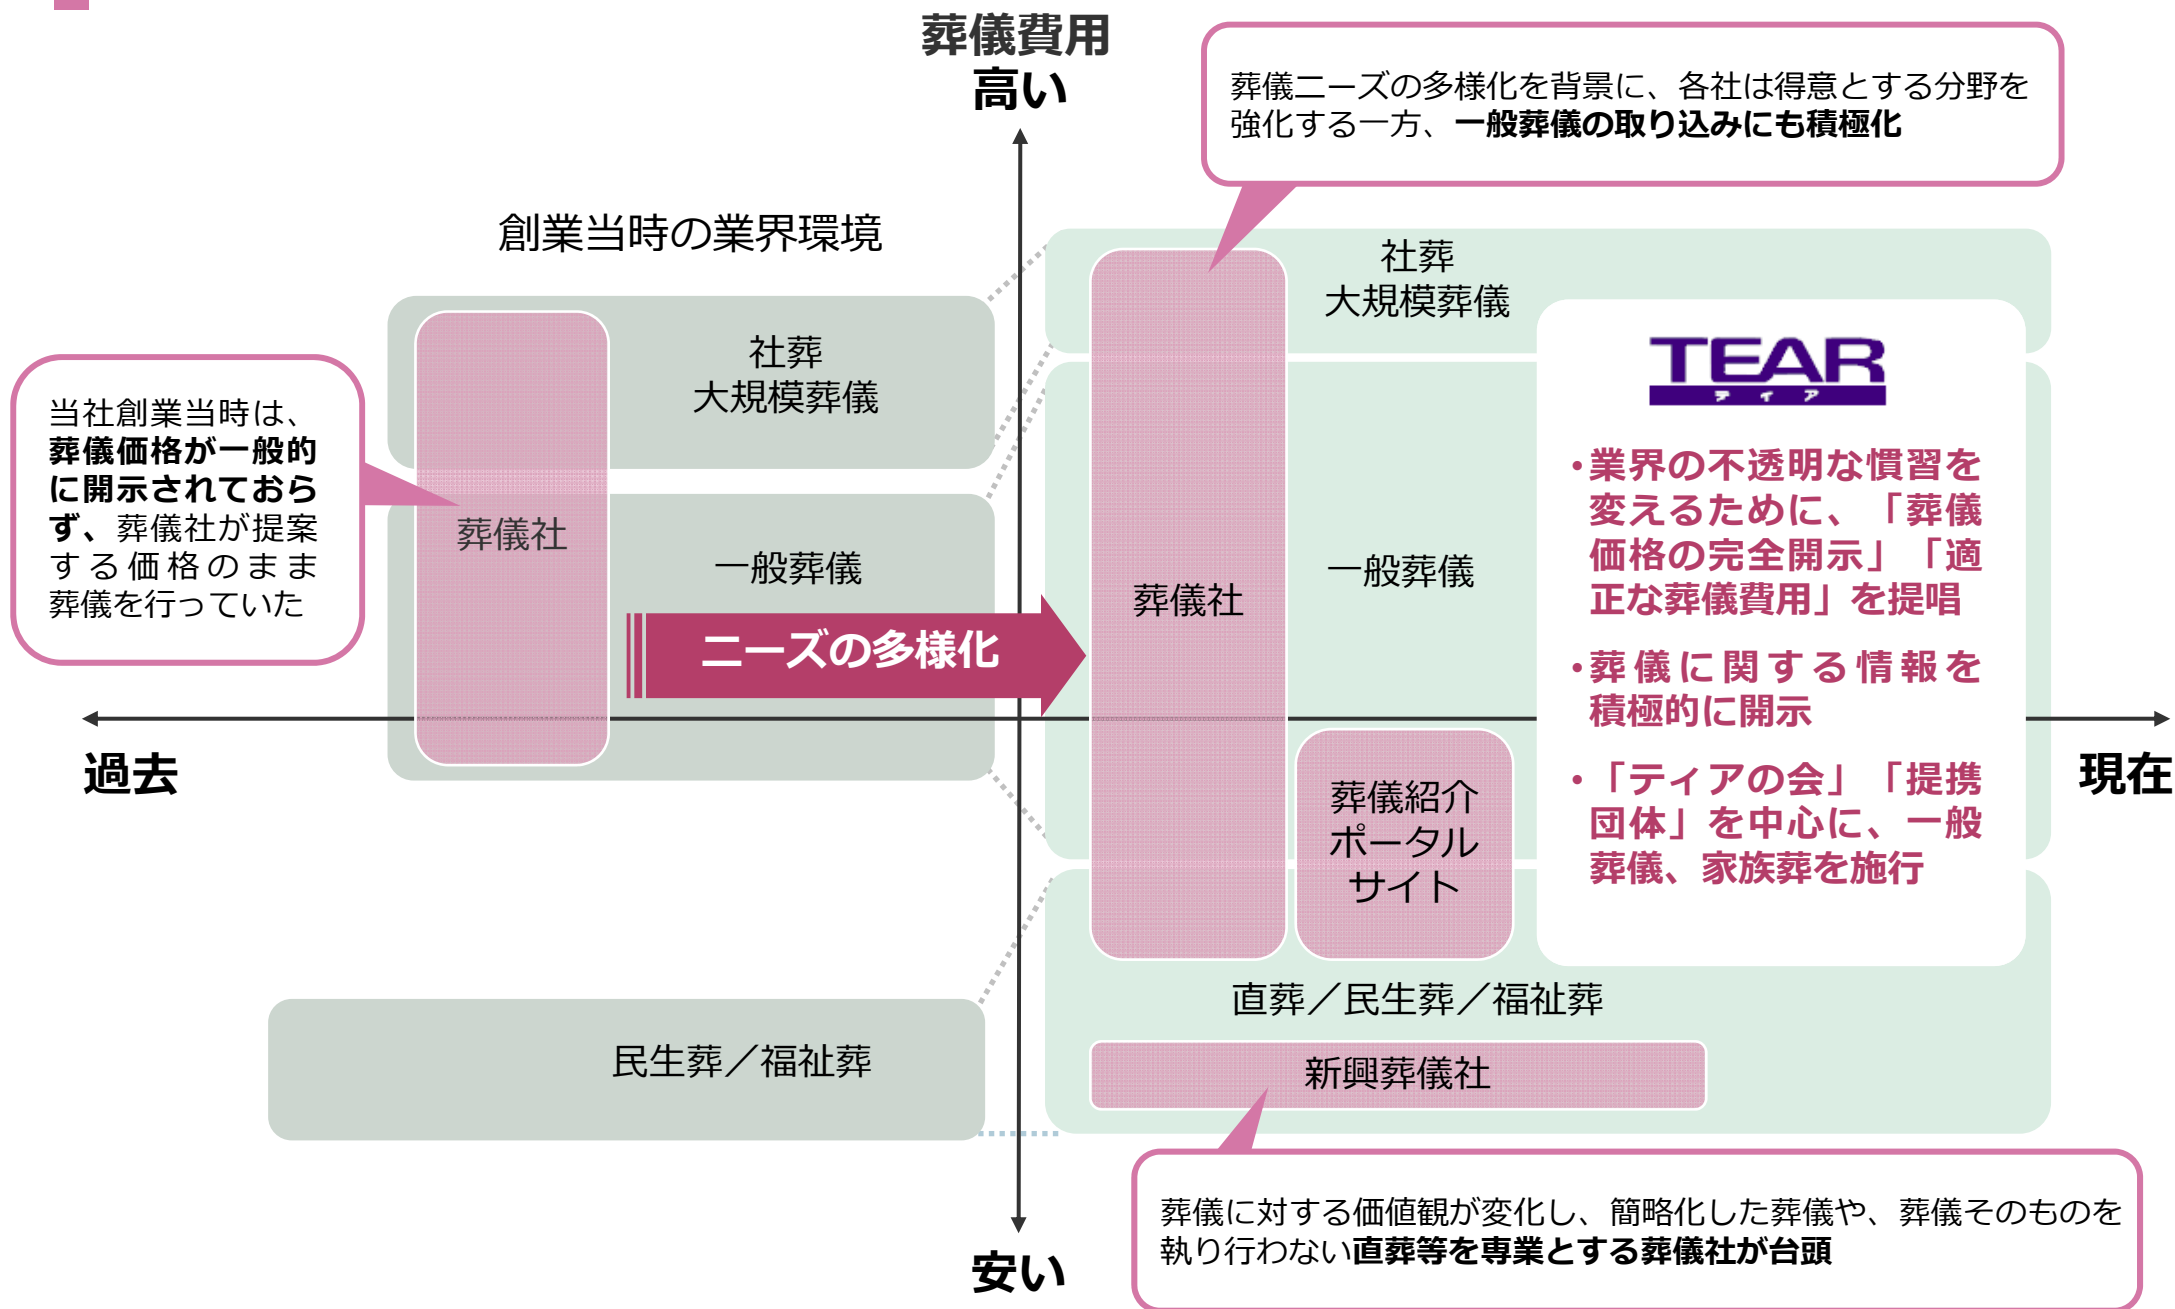 葬儀費用
高い
葬儀ニーズの多様化を背景に、各社は得意とする分野を
強化する一方、一般葬儀の取り込みにも積極化
創業当時の業界環境
社葬
大規模葬儀
葬儀社
一般葬儀
当社創業当時は、
葬儀価格が一般的
に開示されておら
ず、葬儀社が提案
する価格のまま
葬儀を行っていた
ニーズの多様化
過去
民生葬／福祉葬
社葬
大規模葬儀
葬儀社
一般葬儀
葬儀紹介
ポータル
サイト
TEAR
ティア
・業界の不透明な慣習を
変えるために、「葬儀
価格の完全開示」「適
正な葬儀費用」を提唱
・葬儀に関する情報を
積極的に開示
・「ティアの会」「提携
団体」を中心に、一般
葬儀、家族葬を施行
現在
直葬／民生葬／福祉葬
新興葬儀社
葬儀に対する価値観が変化し、簡略化した葬儀や、葬儀そのものを
執り行わない直葬等を専業とする葬儀社が台頭
安い